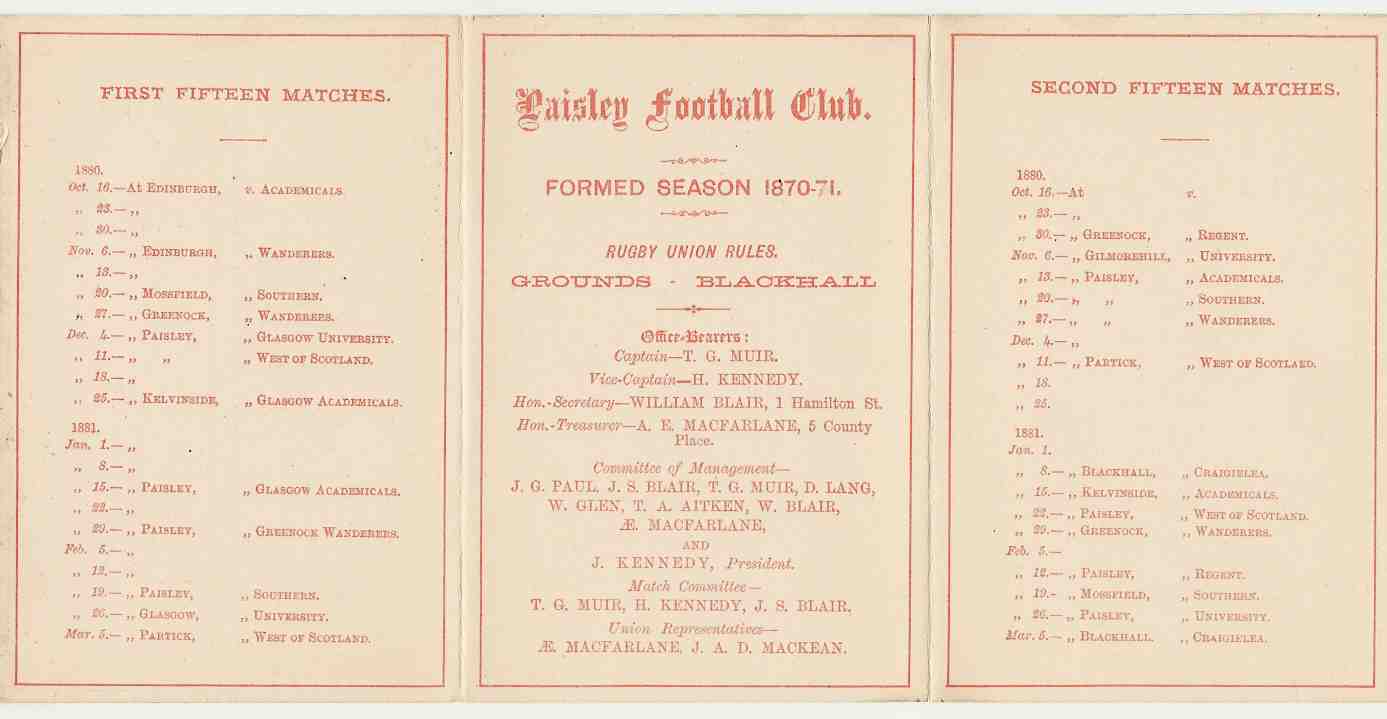 FIRST FIFTEEN MATCHES.
1880.
Oct. 16.—At EDINBURGH, v. ACADEMICALS.
„ 23.— „
„ 30.— „
Nov. 6.— „ EDINBURGH, „ WANDERERS.
„ 13.— „
„ 20.— „ MOSSFIELD, „ SOUTHERN.
„ 27.— „ GREENOCK, „ WANDERERS.
Dec. 4.— „ PAISLEY, „ GLASGOW UNIVERSITY.
„ 11.— „ „ „ WEST OF SCOTLAND.
„ 18.— „
„ 25.— „ KELVINSIDE, „ GLASGOW ACADEMICALS.
1881.
Jan. 1.— „
„ 8.— „
„ 15.— „ PAISLEY, „ GLASGOW ACADEMICALS.
„ 22.— „
„ 29.— „ PAISLEY, „ GREENOCK WANDERERS.
Feb. 5.— „
„ 12.— „
„ 19.— „ PAISLEY, „ SOUTHERN.
„ 26.— „ GLASGOW, „ UNIVERSITY.
Mar. 5.— „ PARTICK, „ WEST OF SCOTLAND.
Paisley Football Club.
FORMED SEASON 1870-71.
RUGBY UNION RULES.
GROUNDS - BLACKHALL
Office-Bearers:
Captain—T. G. MUIR.
Vice-Captain—H. KENNEDY.
Hon.-Secretary—WILLIAM BLAIR, 1 Hamilton St.
Hon.-Treasurer—A. E. MACFARLANE, 5 County
Place.
Committee of Management—
J. G. PAUL, J. S. BLAIR, T. G. MUIR, D. LANG,
W. GLEN, T. A. AITKEN, W. BLAIR,
Æ. MACFARLANE,
AND
J. KENNEDY, President.
Match Committee—
T. G. MUIR, H. KENNEDY, J. S. BLAIR.
Union Representatives—
Æ. MACFARLANE, J. A. D. MACKEAN.
SECOND FIFTEEN MATCHES.
1880.
Oct. 16.—At v.
„ 23.— „
„ 30.— „ GREENOCK, „ REGENT.
Nov. 6.— „ GILMOREHILL, „ UNIVERSITY.
„ 13.— „ PAISLEY, „ ACADEMICALS.
„ 20.— „ „ „ SOUTHERN.
„ 27.— „ „ „ WANDERERS.
Dec. 4.— „
„ 11.— „ PARTICK, „ WEST OF SCOTLAND.
„ 18.
„ 25.
1881.
Jan. 1.
„ 8.— „ BLACKHALL, „ CRAIGIELEA.
„ 15.— „ KELVINSIDE, „ ACADEMICALS.
„ 22.— „ PAISLEY, „ WEST OF SCOTLAND.
„ 29.— „ GREENOCK, „ WANDERERS.
Feb. 5.—
„ 12.— „ PAISLEY, „ REGENT.
„ 19.- „ MOSSFIELD, „ SOUTHERN.
„ 26.— „ PAISLEY, „ UNIVERSITY.
Mar. 5.— „ BLACKHALL. „ CRAIGIELEA.